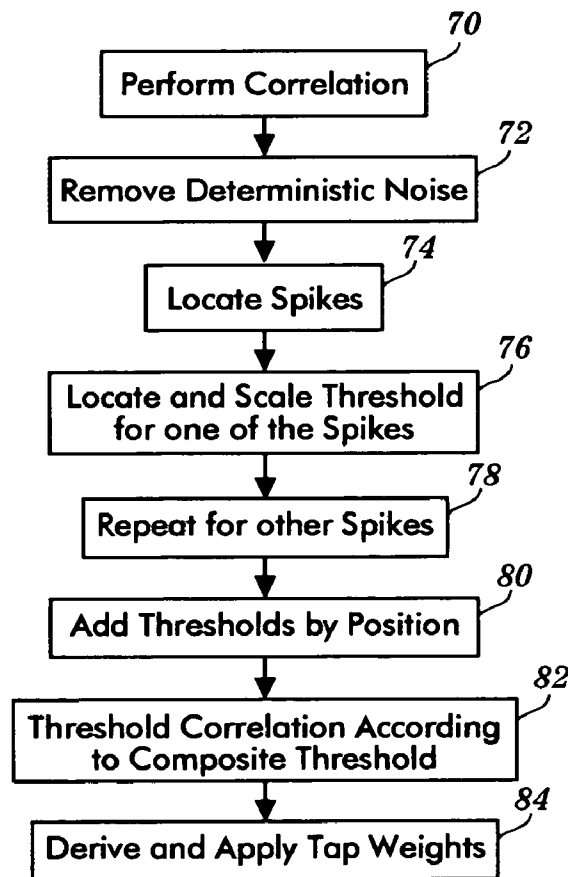 70
Perform Correlation
72
Remove Deterministic Noise
74
Locate Spikes
76
Locate and Scale Threshold
for one of the Spikes
78
Repeat for other Spikes
80
Add Thresholds by Position
82
Threshold Correlation According
to Composite Threshold
84
Derive and Apply Tap Weights